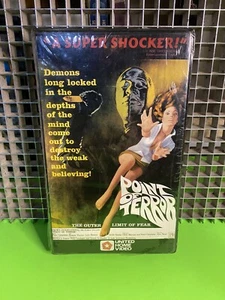 "A SUPER SHOCKER!"
Demons
long locked
in the
depths of
the mind
come
out to
destroy
the weak
and
believing!
POINT
OF TERROR
THE OUTER LIMIT OF FEAR
UNITED
HOME
VIDEO